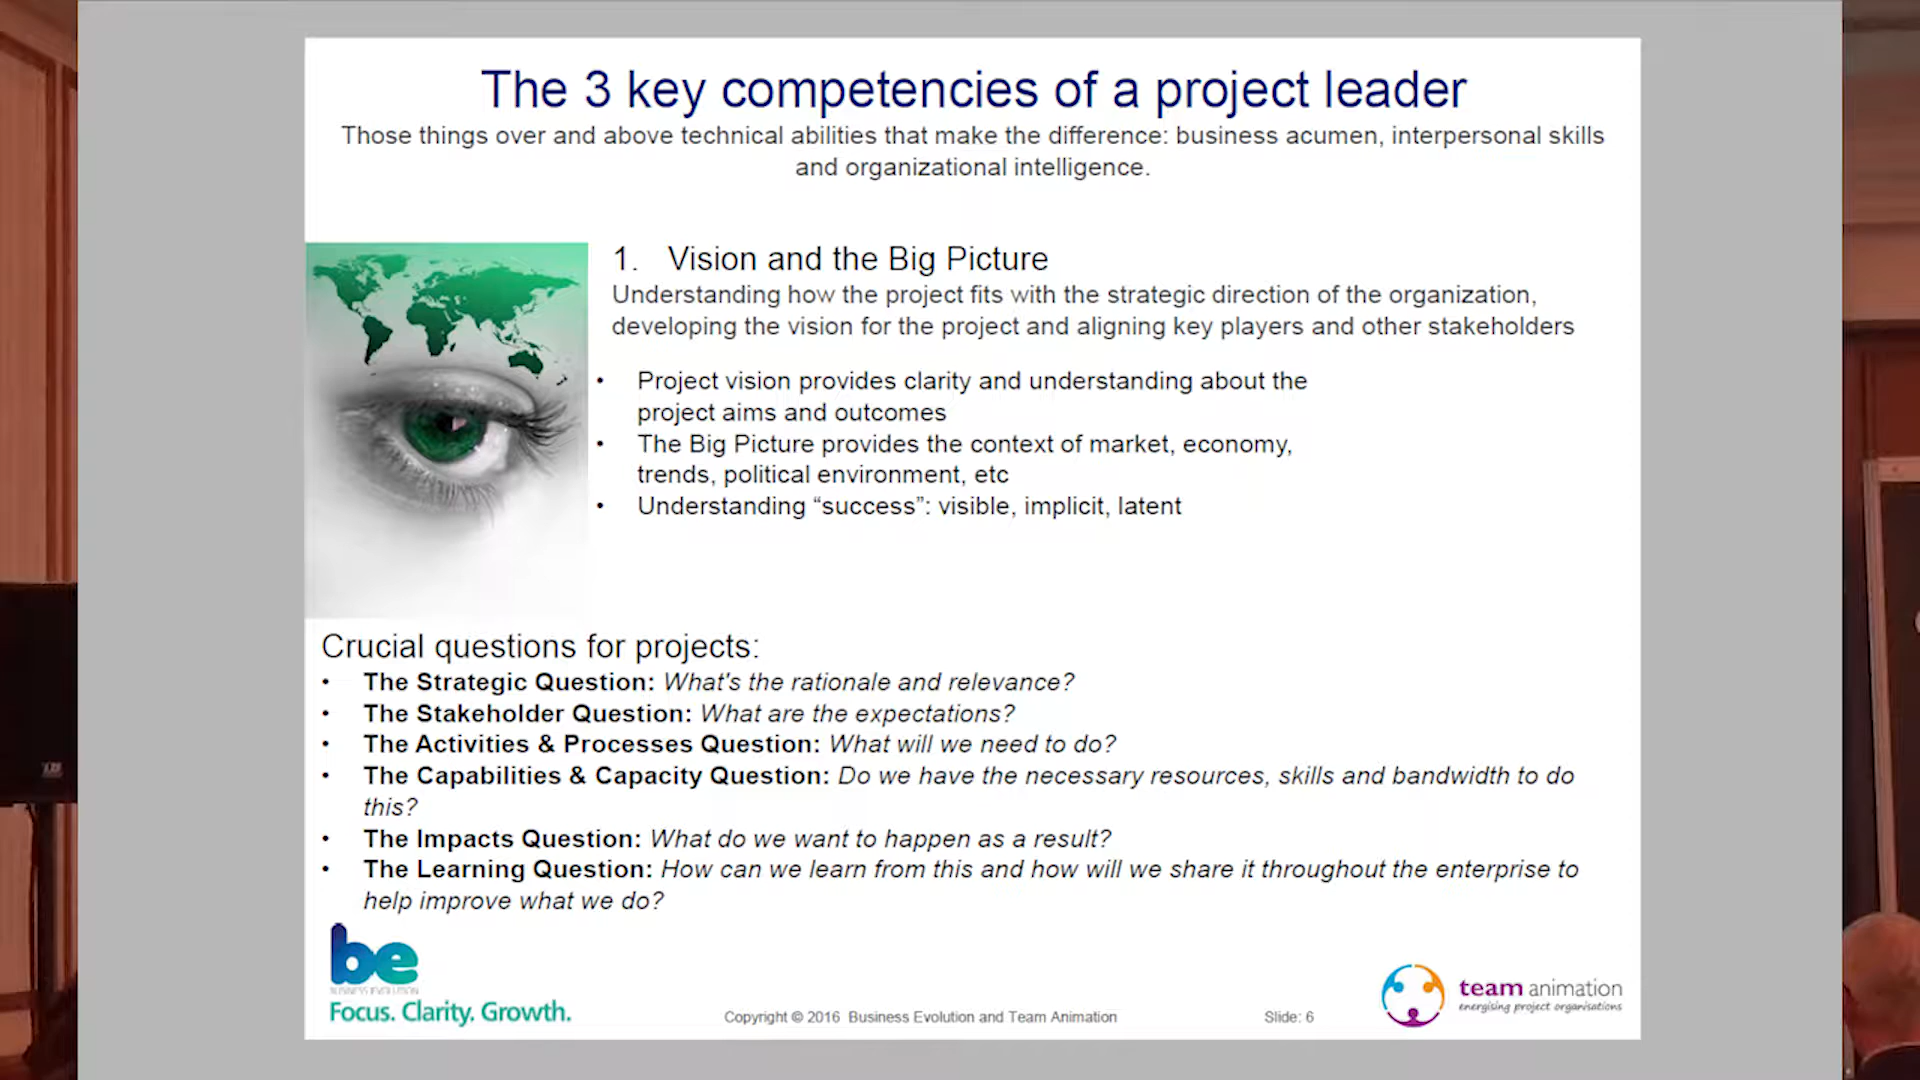 The 3 key competencies of a project leader
Those things over and above technical abilities that make the difference: business acumen, interpersonal skills
and organizational intelligence.
1. Vision and the Big Picture
Understanding how the project fits with the strategic direction of the organization,
developing the vision for the project and aligning key players and other stakeholders
• Project vision provides clarity and understanding about the
project aims and outcomes
• The Big Picture provides the context of market, economy,
trends, political environment, etc
• Understanding “success”: visible, implicit, latent
Crucial questions for projects:
• The Strategic Question: What's the rationale and relevance?
• The Stakeholder Question: What are the expectations?
• The Activities & Processes Question: What will we need to do?
• The Capabilities & Capacity Question: Do we have the necessary resources, skills and bandwidth to do
this?
• The Impacts Question: What do we want to happen as a result?
• The Learning Question: How can we learn from this and how will we share it throughout the enterprise to
help improve what we do?
be
BUSINESS EVOLUTION
Focus. Clarity. Growth.
Copyright © 2016 Business Evolution and Team Animation
Slide: 6
team animation
energising project organisations